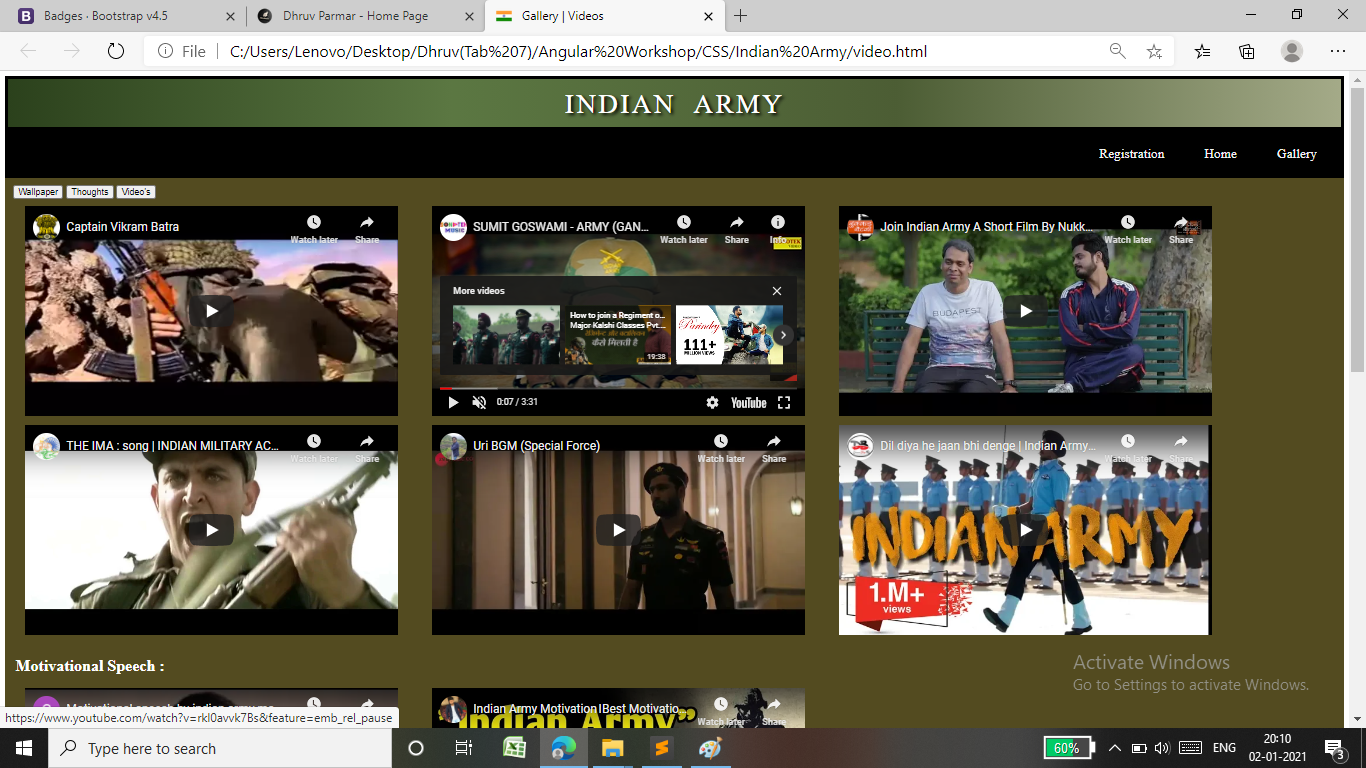 Badges · Bootstrap v4.5
Dhruv Parmar - Home Page
Gallery | Videos
File
C:/Users/Lenovo/Desktop/Dhruv(Tab%207)/Angular%20Workshop/CSS/Indian%20Army/video.html
INDIAN ARMY
Registration Home Gallery
Wallpaper Thoughts Video's
Captain Vikram Batra
Watch later Share
SUMIT GOSWAMI - ARMY (GAN...
Watch later Share Info
More videos
How to join a Regiment o...
Major Kalshi Classes Pvt...
कैसे मिलती है
19:38
Parindey
111+
MILLION VIEWS
0:07 / 3:31
YouTube
Join Indian Army A Short Film By Nukk...
Watch later Share
BUDAPEST
THE IMA : song | INDIAN MILITARY AC...
Watch later Share
Uri BGM (Special Force)
Watch later Share
Dil diya he jaan bhi denge | Indian Army...
Watch later Share
INDIAN ARMY
1.M+
views
Motivational Speech :
Motivational speech by indian army ma...
Indian Army Motivation|Best Motivatio...
Watch later Share
Indian Army”
Activate Windows
Go to Settings to activate Windows.
https://www.youtube.com/watch?v=rkl0avvk7Bs&feature=emb_rel_pause
Type here to search
60%
ENG
20:10
02-01-2021
3